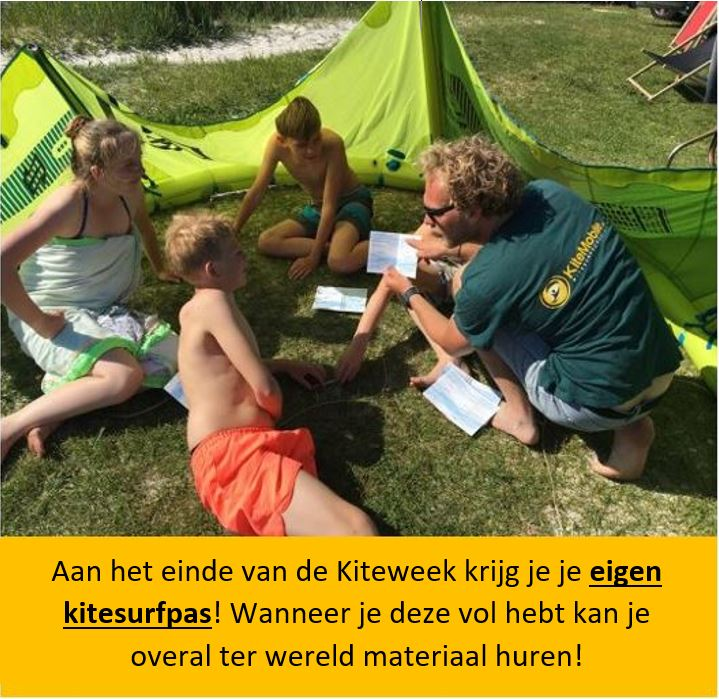 KiteMobile
Aan het einde van de Kiteweek krijg je je eigen
kitesurfpas! Wanneer je deze vol hebt kan je
overal ter wereld materiaal huren!